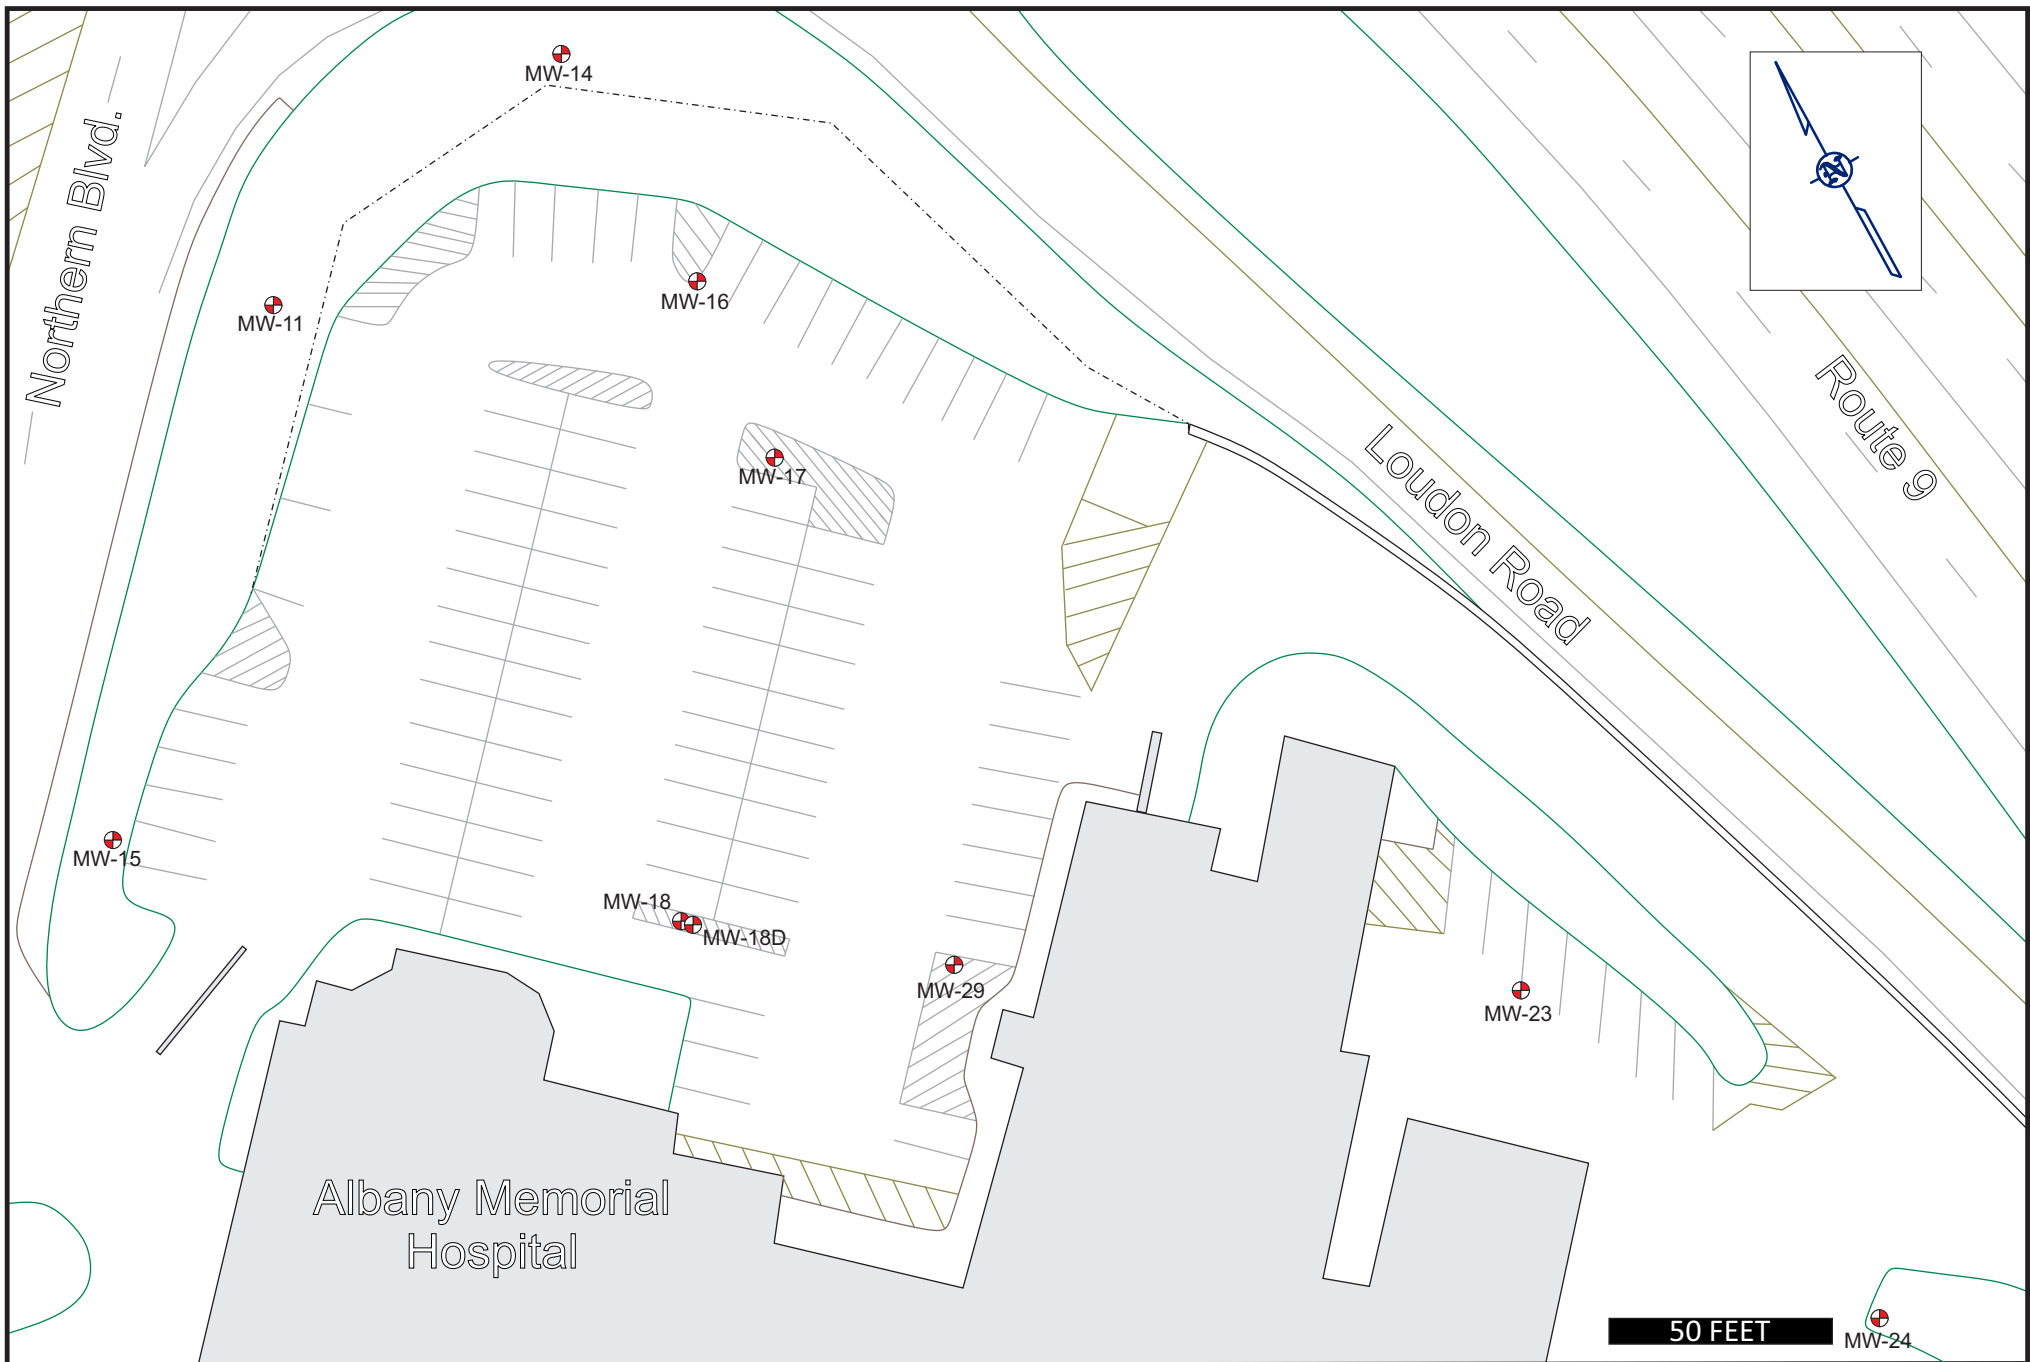 MW-14
Northern Blvd.
N
MW-16
MW-11
Route 9
MW-17
Loudon Road
MW-15
MW-18
MW-18D
MW-29
MW-23
Albany Memorial
Hospital
50 FEET
MW-24